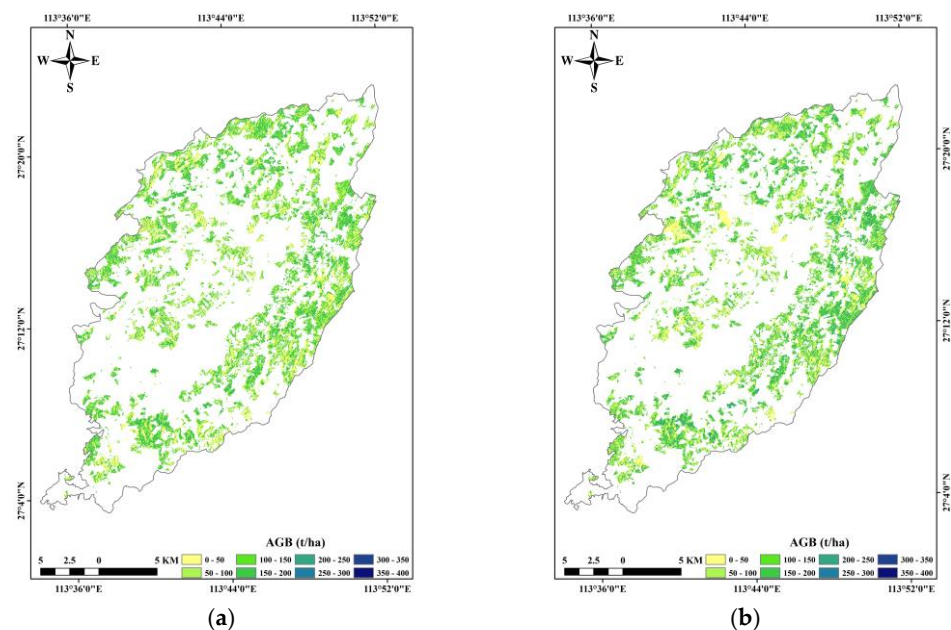 113°36'0"E 113°44'0"E 113°52'0"E 113°36'0"E 113°44'0"E 113°52'0"E
N N
W E W E
S S
27°20'0"N 27°20'0"N
27°12'0"N 27°12'0"N
27°4'0"N 27°4'0"N
AGB (t/ha) AGB (t/ha)
5 2.5 0 5 KM 0 - 50 100 - 150 200 - 250 300 - 350 5 2.5 0 5 KM 0 - 50 100 - 150 200 - 250 300 - 350
50 - 100 150 - 200 250 - 300 350 - 400 50 - 100 150 - 200 250 - 300 350 - 400
113°36'0"E 113°44'0"E 113°52'0"E 113°36'0"E 113°44'0"E 113°52'0"E
(a) (b)